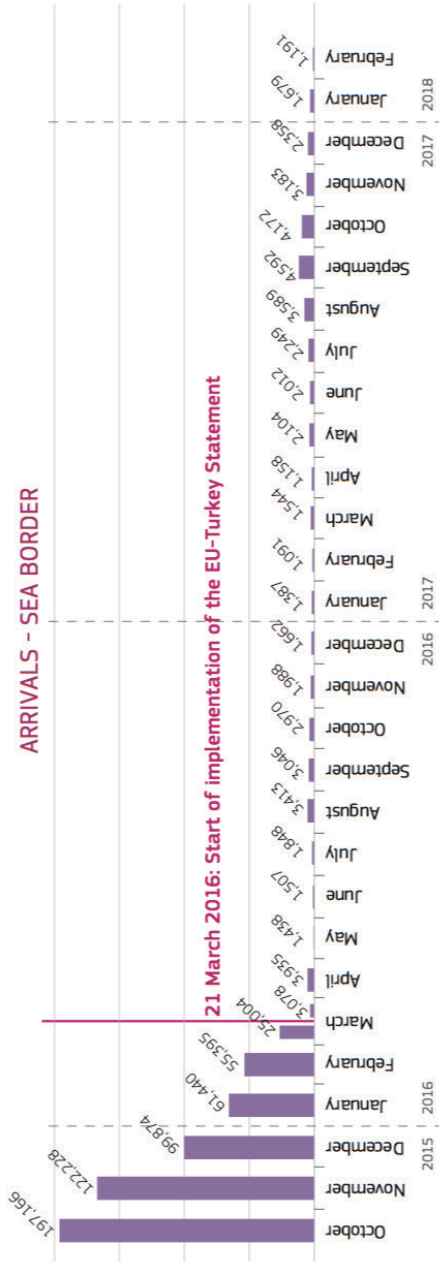 ARRIVALS - SEA BORDER
21 March 2016: Start of implementation of the EU-Turkey Statement
197,166
122,228
99,874
61,440
55,395
25,004
3,078
3,935
1,438
1,507
1,848
3,413
3,046
2,970
1,988
1,662
1,387
1,091
1,544
1,158
2,104
2,012
2,249
3,589
4,592
4,172
3,183
2,358
1,679
1,191
October
November
December
January
February
March
April
May
June
July
August
September
October
November
December
January
February
March
April
May
June
July
August
September
October
November
December
January
February
2015
2016
2016
2017
2017
2018